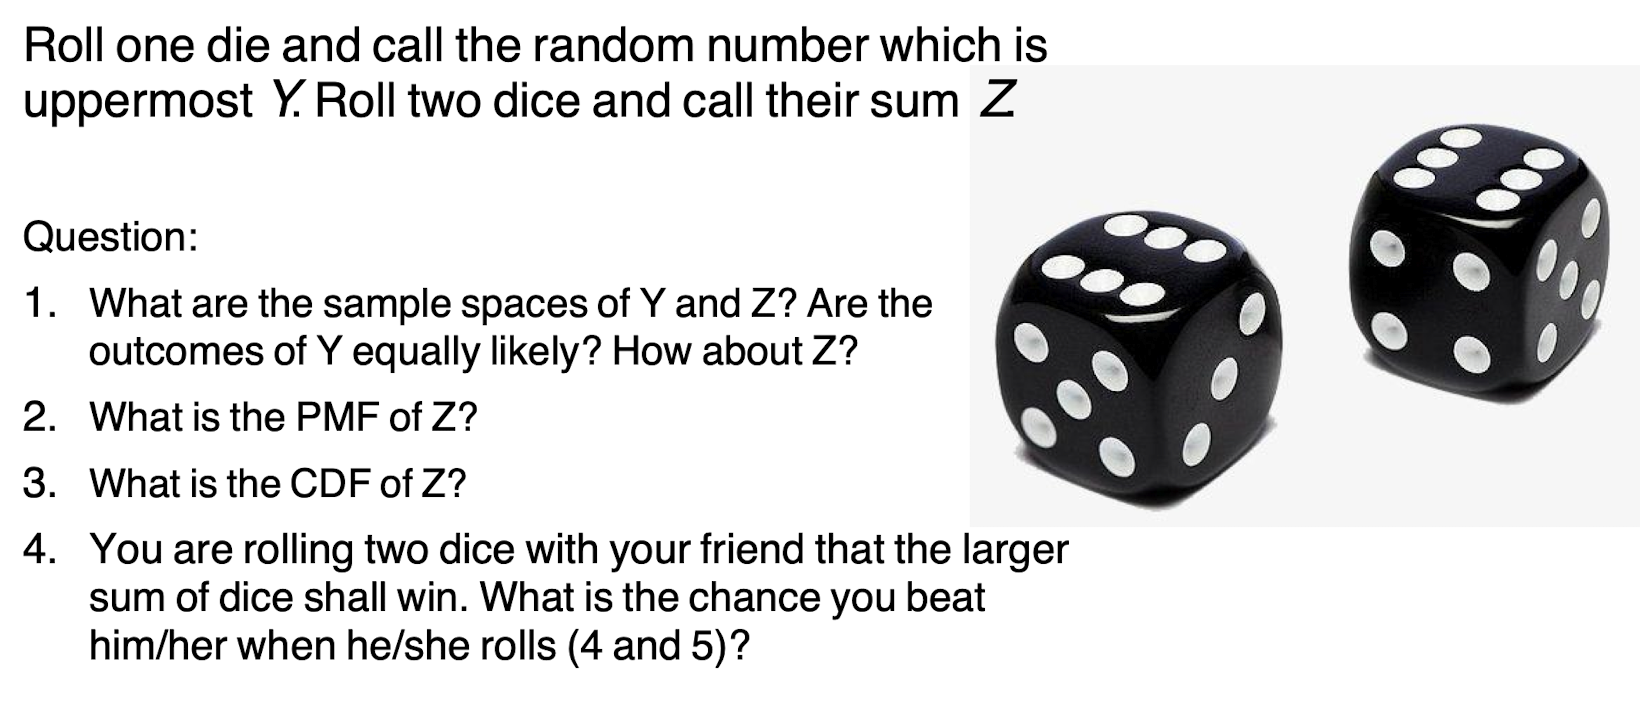 Roll one die and call the random number which is
uppermost Y. Roll two dice and call their sum Z
Question:
1. What are the sample spaces of Y and Z? Are the
outcomes of Y equally likely? How about Z?
2. What is the PMF of Z?
3. What is the CDF of Z?
4. You are rolling two dice with your friend that the larger
sum of dice shall win. What is the chance you beat
him/her when he/she rolls (4 and 5)?